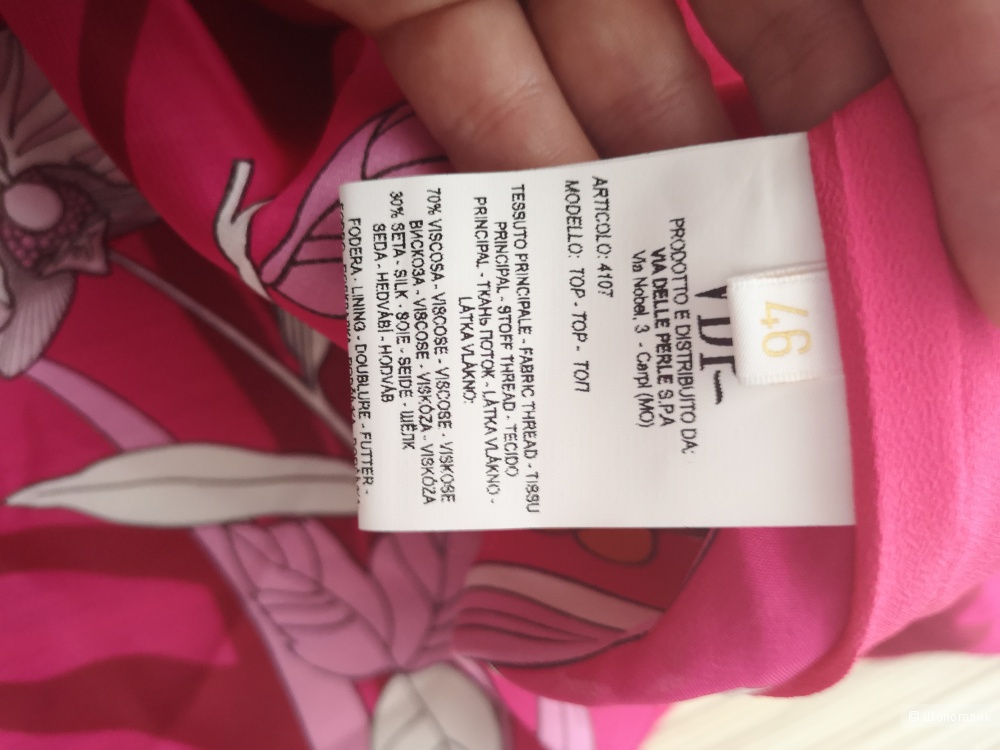 46
PRODOTTO E DISTRIBUITO DA:
VIA DELLE PERLE S.P.A
Via Nobel, 3 - Carpi (MO)
ARTICOLO: 4107
MODELLO: TOP - TOP - ТОП
TESSUTO PRINCIPALE - FABRIC THREAD - TISSU
PRINCIPAL - STOFF THREAD - TECIDO
PRINCIPAL - ТКАНЬ ПОТОК - LÁTKA VLÁKNO -
LÁTKA VLÁKNO:
70% VISCOSA - VISCOSE - VISCOSE - VISKOSE
ВИСКОЗА - VISCOSE - VISKÓZA - VISKÓZA
30% SETA - SILK - SOIE - SEIDE - ШЁЛК
SEDA - HEDVÁBÍ - HODVÁB
FODERA - LINING - DOUBLURE - FUTTER -